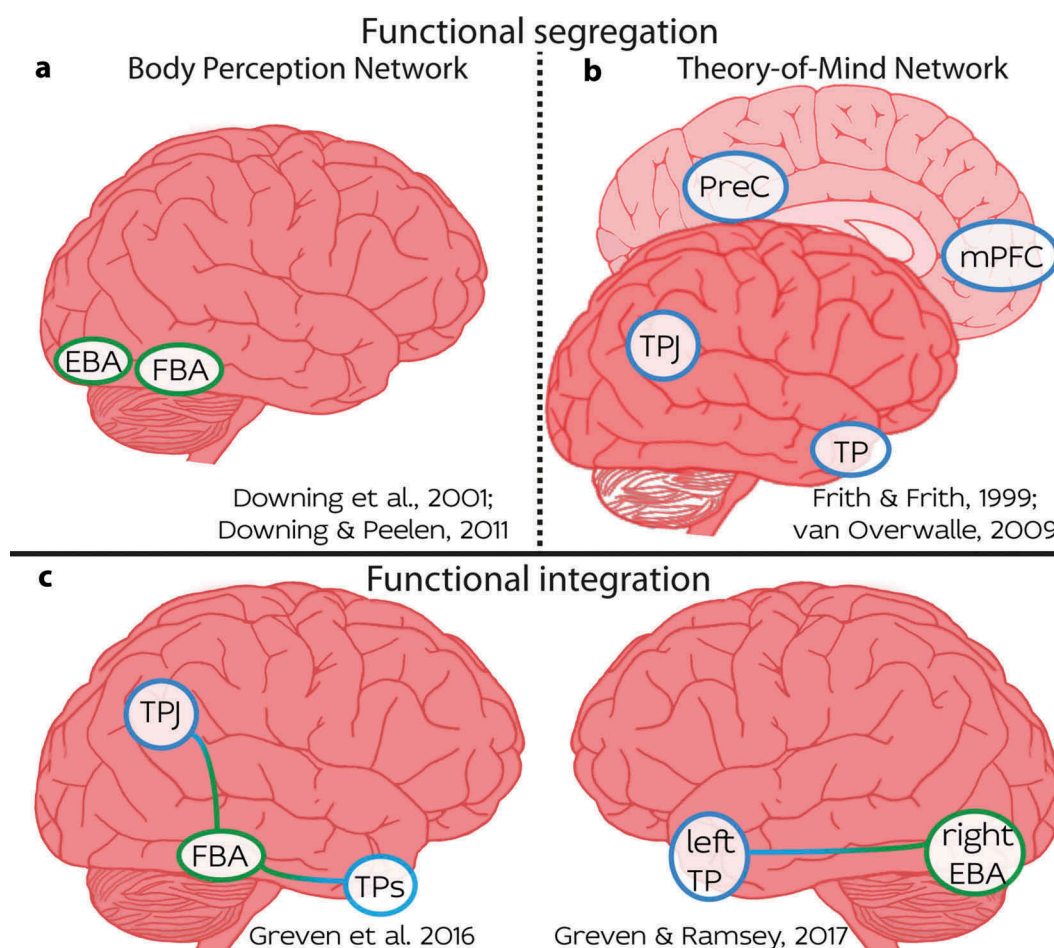 Functional segregation
a
Body Perception Network
b
Theory-of-Mind Network
EBA
FBA
Downing et al., 2001;
Downing & Peelen, 2011
PreC
mPFC
TPJ
TP
Frith & Frith, 1999;
van Overwalle, 2009
c
Functional integration
TPJ
FBA
TPs
Greven et al. 2016
left
TP
right
EBA
Greven & Ramsey, 2017